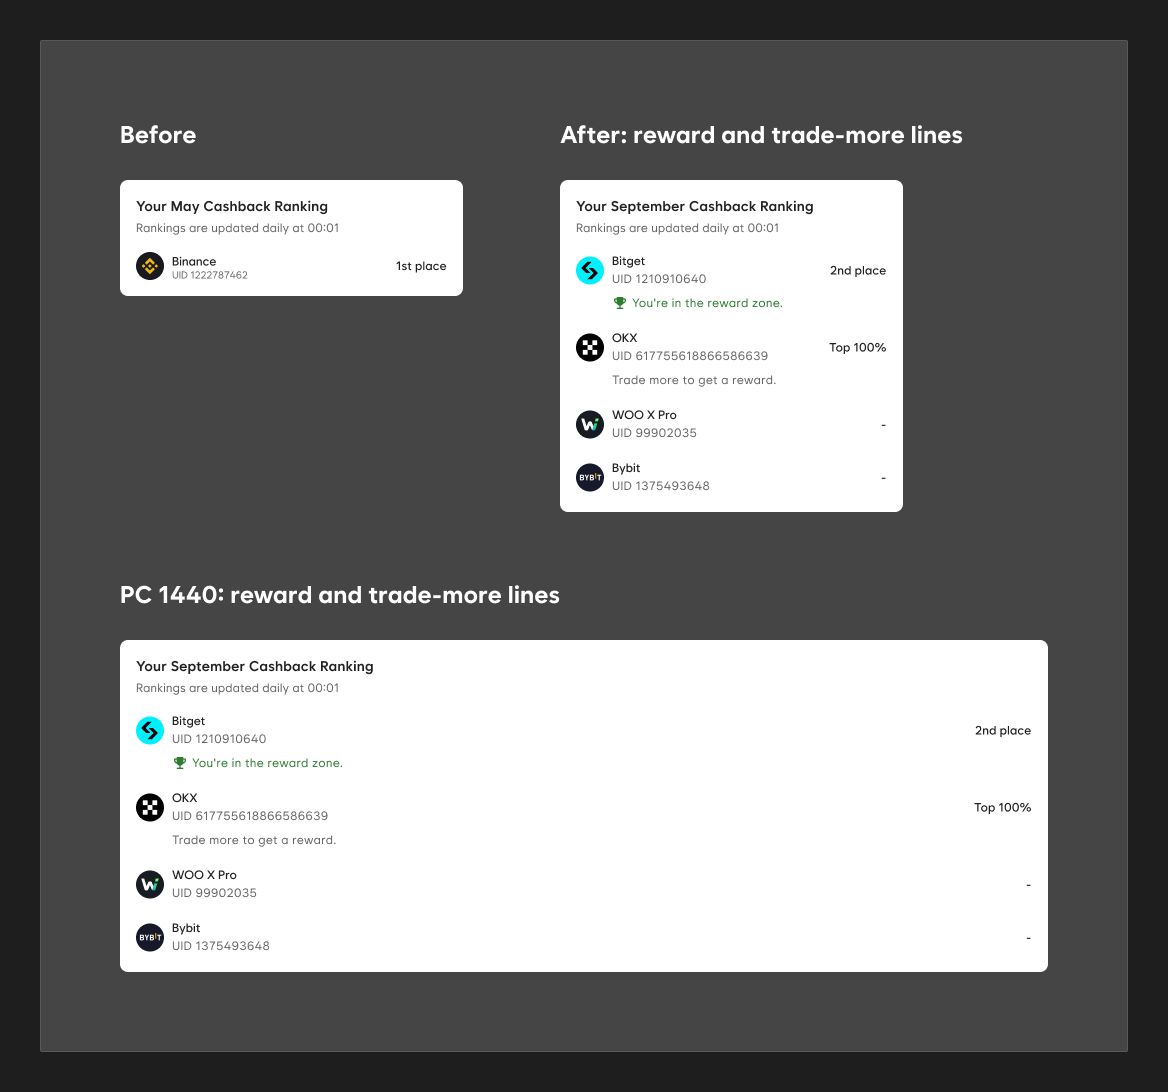 Before
Your May Cashback Ranking
Rankings are updated daily at 00:01
Binance
UID 1222787462
1st place
After: reward and trade-more lines
Your September Cashback Ranking
Rankings are updated daily at 00:01
Bitget
UID 1210910640
2nd place
You're in the reward zone.
OKX
UID 617755618866586639
Top 100%
Trade more to get a reward.
WOO X Pro
UID 99902035
-
BYBIT
Bybit
UID 1375493648
-
PC 1440: reward and trade-more lines
Your September Cashback Ranking
Rankings are updated daily at 00:01
Bitget
UID 1210910640
2nd place
You're in the reward zone.
OKX
UID 617755618866586639
Top 100%
Trade more to get a reward.
WOO X Pro
UID 99902035
-
BYBIT
Bybit
UID 1375493648
-